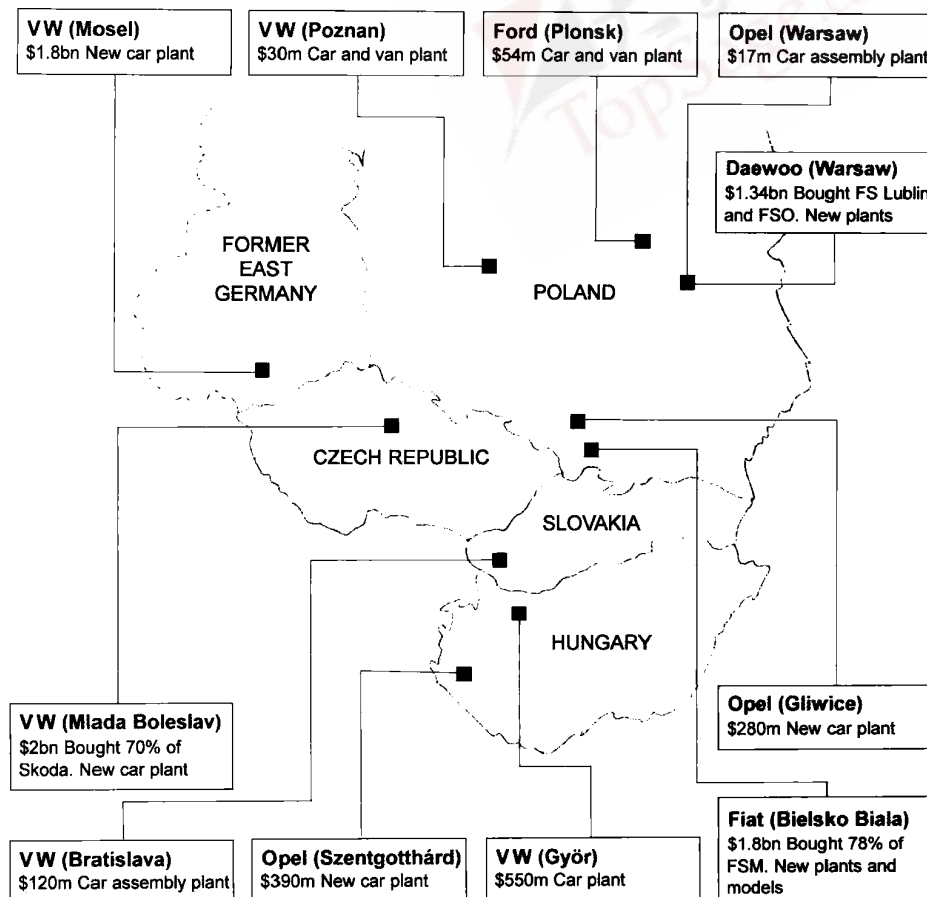 VW (Mosel)
$1.8bn New car plant
VW (Poznan)
$30m Car and van plant
Ford (Plonsk)
$54m Car and van plant
Opel (Warsaw)
$17m Car assembly plant
Daewoo (Warsaw)
$1.34bn Bought FS Lublin
and FSO. New plants
FORMER
EAST
GERMANY
POLAND
CZECH REPUBLIC
SLOVAKIA
HUNGARY
VW (Mlada Boleslav)
$2bn Bought 70% of
Skoda. New car plant
Opel (Gliwice)
$280m New car plant
VW (Bratislava)
$120m Car assembly plant
Opel (Szentgotthárd)
$390m New car plant
VW (Györ)
$550m Car plant
Fiat (Bielsko Biala)
$1.8bn Bought 78% of
FSM. New plants and
models